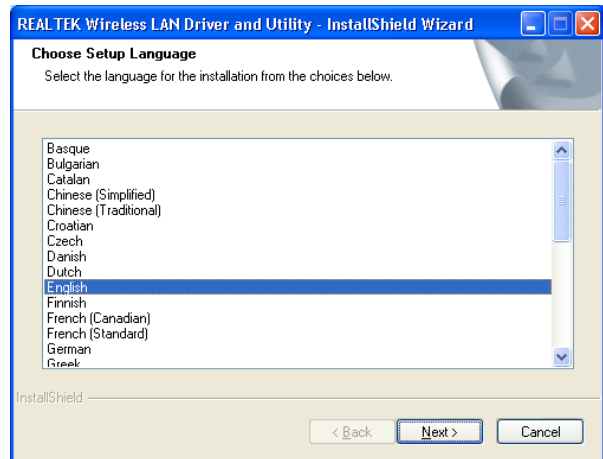 REALTEK Wireless LAN Driver and Utility - InstallShield Wizard
Choose Setup Language
Select the language for the installation from the choices below.
Basque
Bulgarian
Catalan
Chinese (Simplified)
Chinese (Traditional)
Croatian
Czech
Danish
Dutch
English
Finnish
French (Canadian)
French (Standard)
German
Greek
InstallShield
< Back Next > Cancel